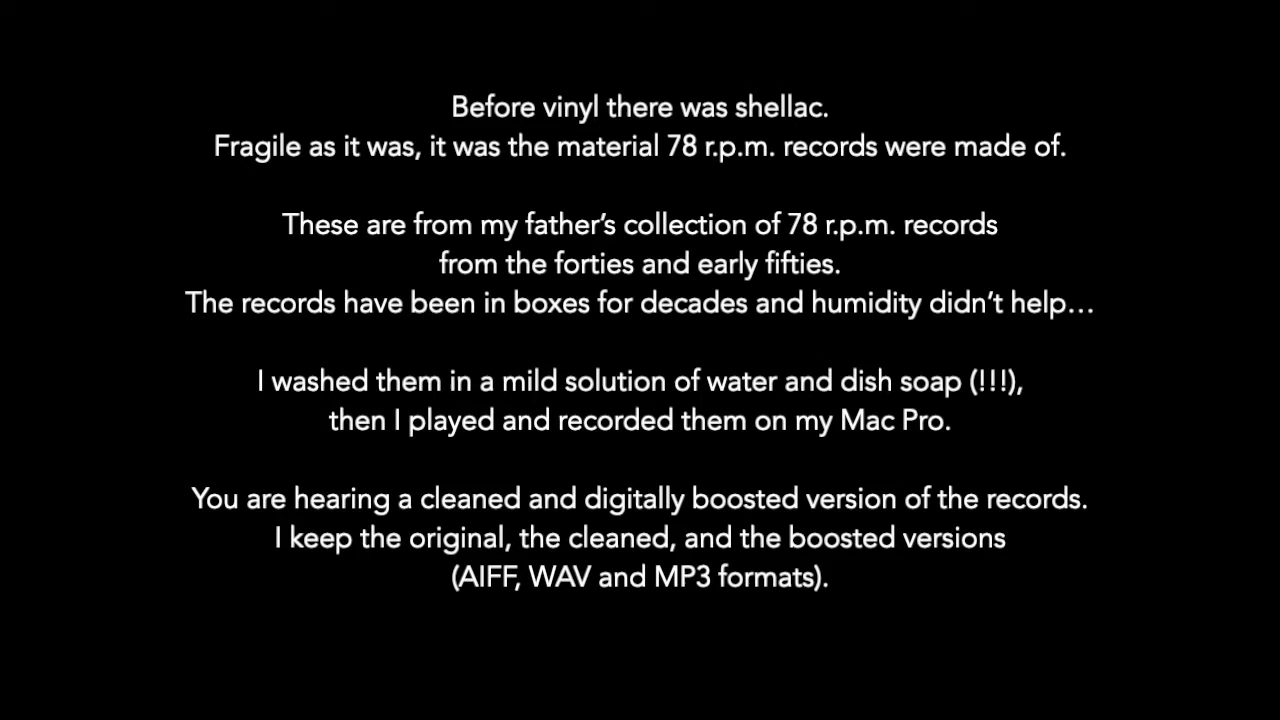 Before vinyl there was shellac.
Fragile as it was, it was the material 78 r.p.m. records were made of.
These are from my father’s collection of 78 r.p.m. records
from the forties and early fifties.
The records have been in boxes for decades and humidity didn’t help…
I washed them in a mild solution of water and dish soap (!!!),
then I played and recorded them on my Mac Pro.
You are hearing a cleaned and digitally boosted version of the records.
I keep the original, the cleaned, and the boosted versions
(AIFF, WAV and MP3 formats).